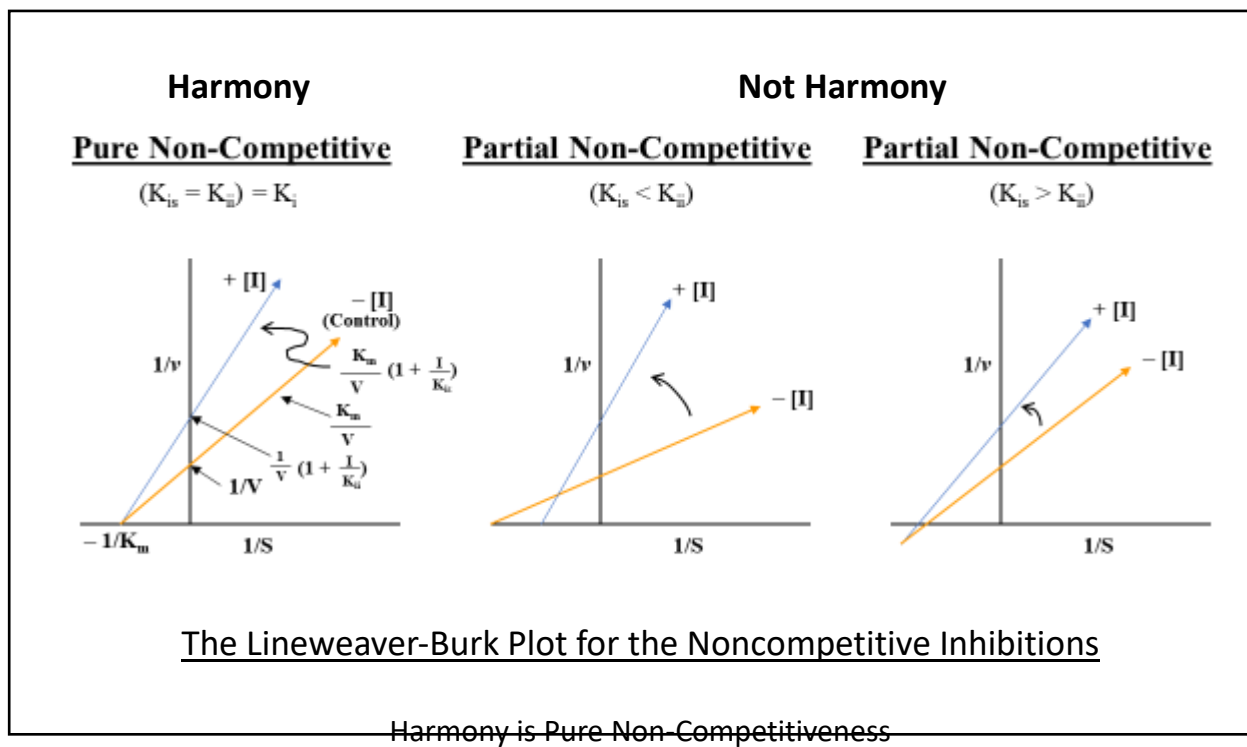 Harmony
Not Harmony
Pure Non-Competitive
Partial Non-Competitive
Partial Non-Competitive
(Kis = Kii) = Ki
(Kis < Kii)
(Kis > Kii)
+ [I]
– [I]
(Control)
1/v
Km/V (1 + I/Kis)
Km/V
1/V (1 + I/Kii)
1/V
– 1/Km
1/S
+ [I]
1/v
– [I]
1/S
+ [I]
1/v
– [I]
1/S
The Lineweaver-Burk Plot for the Noncompetitive Inhibitions
Harmony is Pure Non-Competitiveness